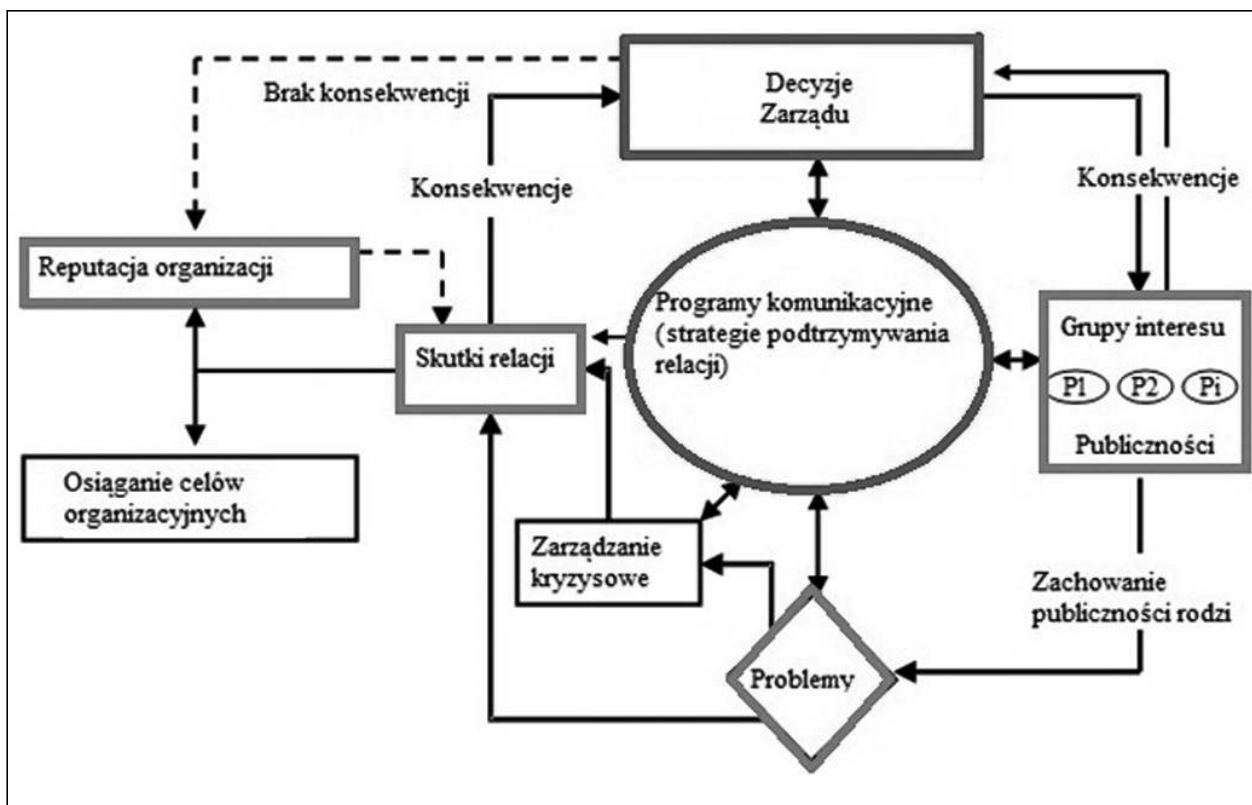 Decyzje
Zarządu
Brak konsekwencji
Konsekwencje
Konsekwencje
Reputacja organizacji
Programy komunikacyjne
(strategie podtrzymywania
relacji)
Grupy interesu
P1 P2 Pi
Publiczności
Skutki relacji
Osiąganie celów
organizacyjnych
Zarządzanie
kryzysowe
Zachowanie
publiczności rodzi
Problemy